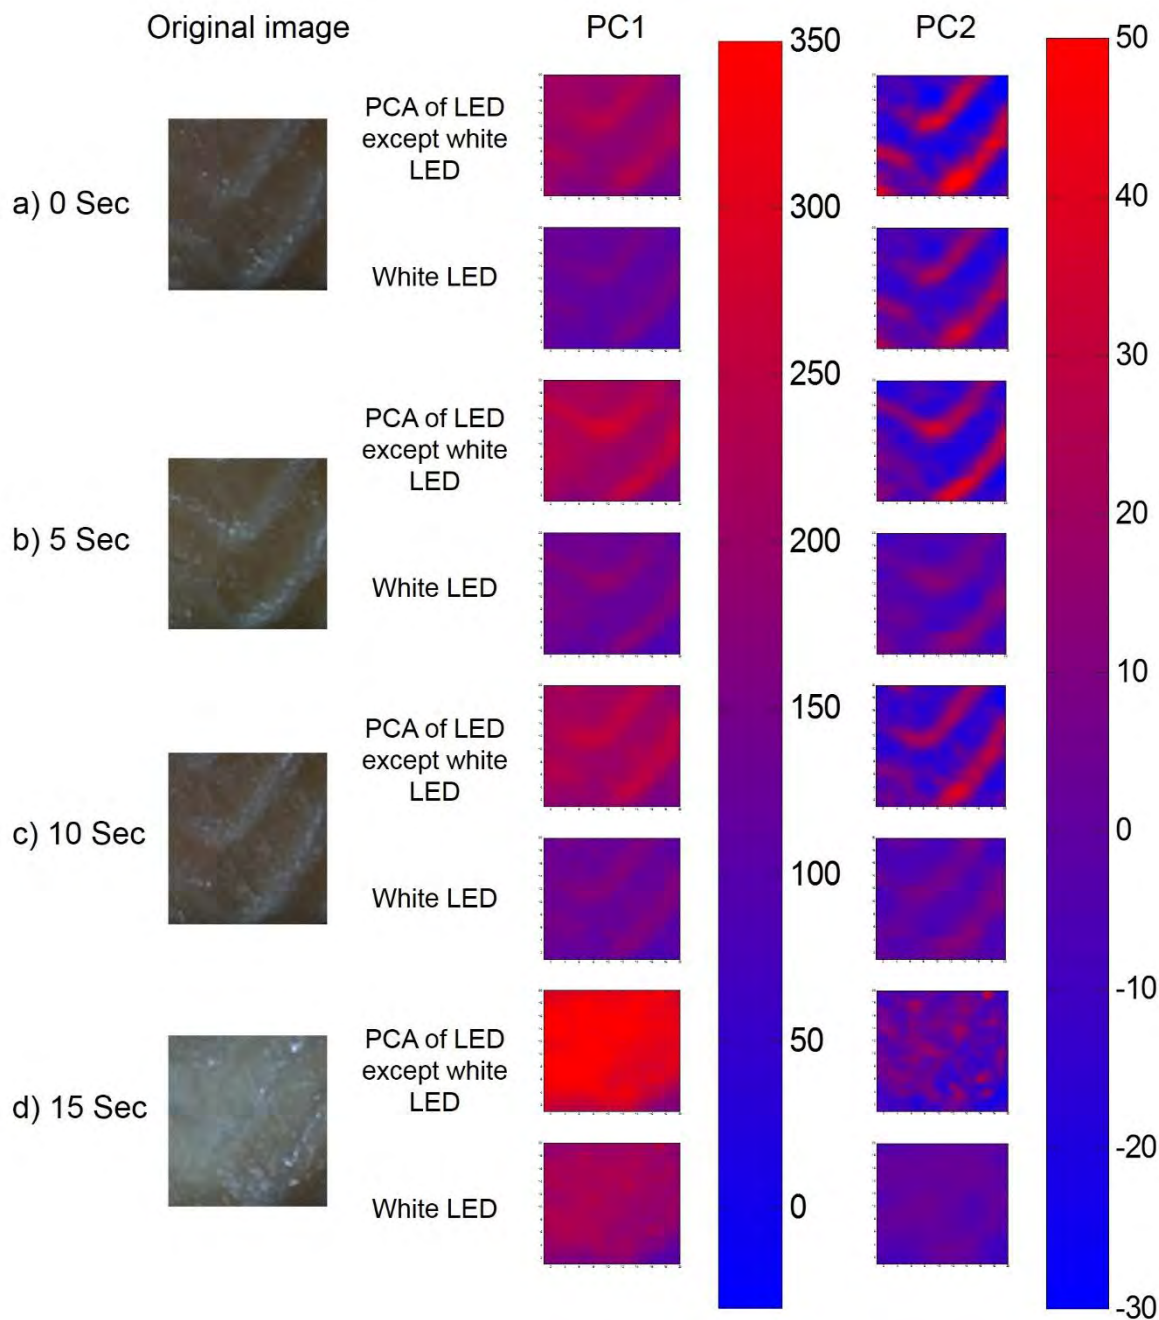 Original image
PC1
PC2
a) 0 Sec
PCA of LED
except white
LED
White LED
b) 5 Sec
PCA of LED
except white
LED
White LED
c) 10 Sec
PCA of LED
except white
LED
White LED
d) 15 Sec
PCA of LED
except white
LED
White LED
350
300
250
200
150
100
50
0
50
40
30
20
10
0
-10
-20
-30